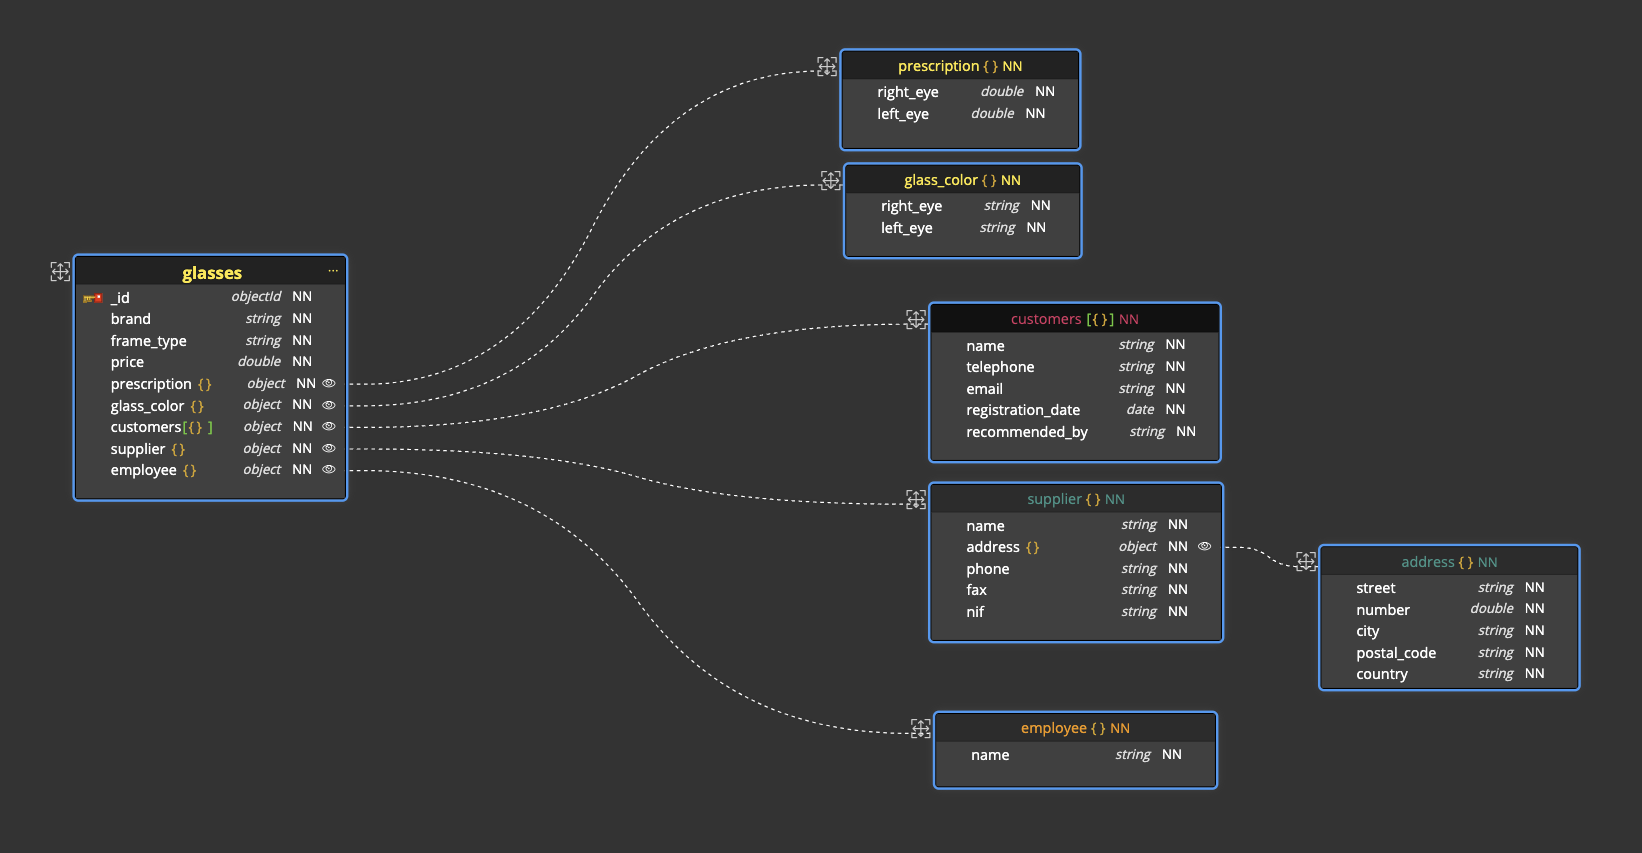 glasses ...
_id objectId NN
brand string NN
frame_type string NN
price double NN
prescription {} object NN
glass_color {} object NN
customers[{} ] object NN
supplier {} object NN
employee {} object NN
prescription { } NN
right_eye double NN
left_eye double NN
glass_color { } NN
right_eye string NN
left_eye string NN
customers [{ }] NN
name string NN
telephone string NN
email string NN
registration_date date NN
recommended_by string NN
supplier { } NN
name string NN
address {} object NN
phone string NN
fax string NN
nif string NN
address { } NN
street string NN
number double NN
city string NN
postal_code string NN
country string NN
employee { } NN
name string NN